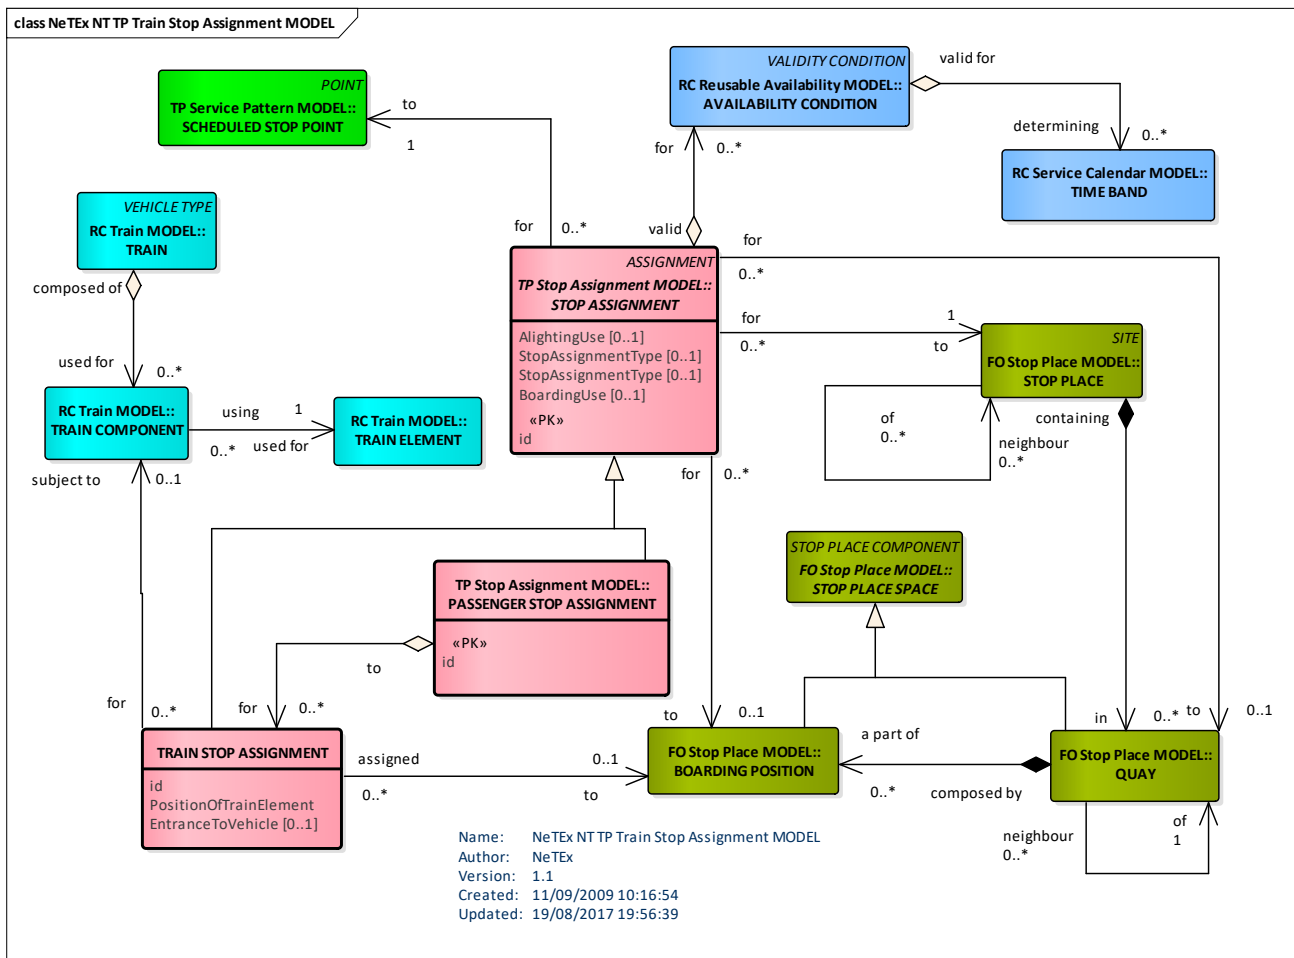 class NeTEx NT TP Train Stop Assignment MODEL
POINT
TP Service Pattern MODEL::
SCHEDULED STOP POINT
to
1
VALIDITY CONDITION
RC Reusable Availability MODEL::
AVAILABILITY CONDITION
valid for
determining
0..*
RC Service Calendar MODEL::
TIME BAND
for
0..*
VEHICLE TYPE
RC Train MODEL::
TRAIN
composed of
used for
0..*
for
0..*
valid
for
0..*
ASSIGNMENT
TP Stop Assignment MODEL::
STOP ASSIGNMENT
AlightingUse [0..1]
StopAssignmentType [0..1]
StopAssignmentType [0..1]
BoardingUse [0..1]
«PK»
id
for
0..*
1
to
SITE
FO Stop Place MODEL::
STOP PLACE
of
0..*
neighbour
0..*
containing
RC Train MODEL::
TRAIN COMPONENT
using
0..*
1
used for
RC Train MODEL::
TRAIN ELEMENT
subject to
0..1
for
0..*
STOP PLACE COMPONENT
FO Stop Place MODEL::
STOP PLACE SPACE
TP Stop Assignment MODEL::
PASSENGER STOP ASSIGNMENT
«PK»
id
to
for
0..*
for
0..*
to
0..1
in
0..*
to
0..1
TRAIN STOP ASSIGNMENT
id
PositionOfTrainElement
EntranceToVehicle [0..1]
assigned
0..*
0..1
to
FO Stop Place MODEL::
BOARDING POSITION
a part of
0..*
composed by
FO Stop Place MODEL::
QUAY
neighbour
0..*
of
1
Name: NeTEx NT TP Train Stop Assignment MODEL
Author: NeTEx
Version: 1.1
Created: 11/09/2009 10:16:54
Updated: 19/08/2017 19:56:39